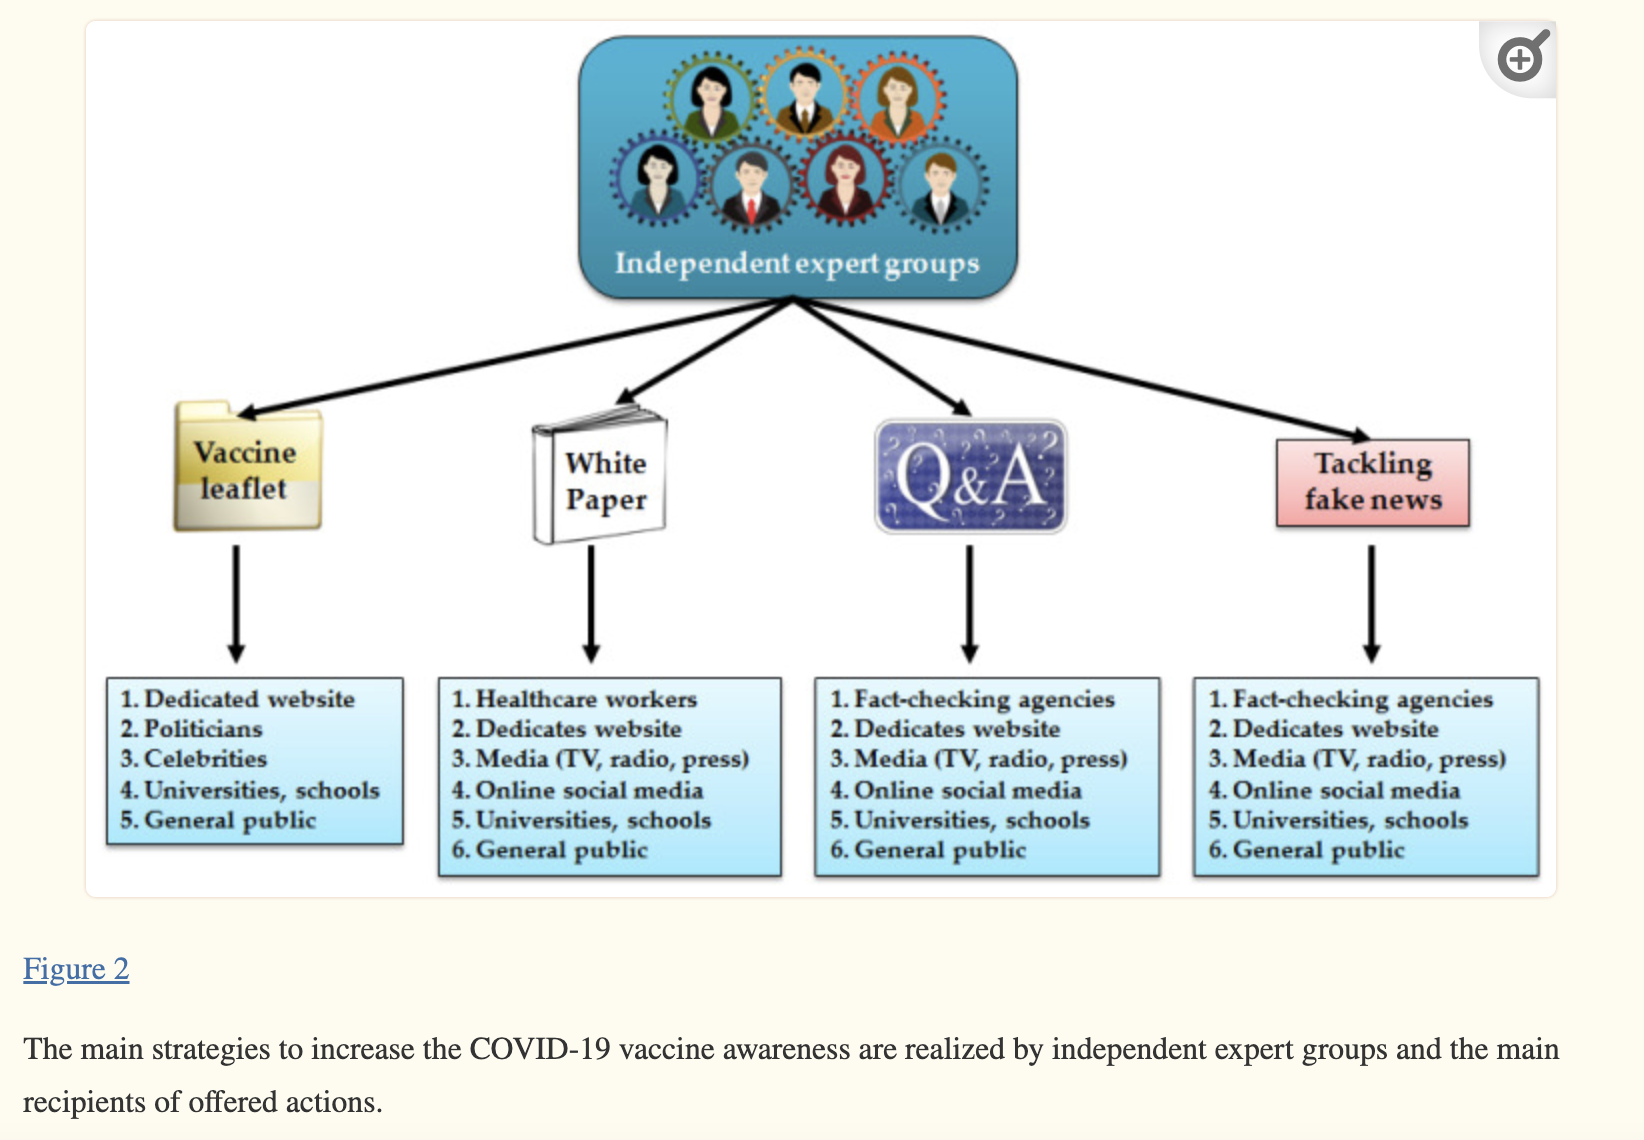 Independent expert groups
Vaccine
leaflet
White
Paper
Q&A
Tackling
fake news
1. Dedicated website
2. Politicians
3. Celebrities
4. Universities, schools
5. General public
1. Healthcare workers
2. Dedicates website
3. Media (TV, radio, press)
4. Online social media
5. Universities, schools
6. General public
1. Fact-checking agencies
2. Dedicates website
3. Media (TV, radio, press)
4. Online social media
5. Universities, schools
6. General public
1. Fact-checking agencies
2. Dedicates website
3. Media (TV, radio, press)
4. Online social media
5. Universities, schools
6. General public
Figure 2
The main strategies to increase the COVID-19 vaccine awareness are realized by independent expert groups and the main
recipients of offered actions.